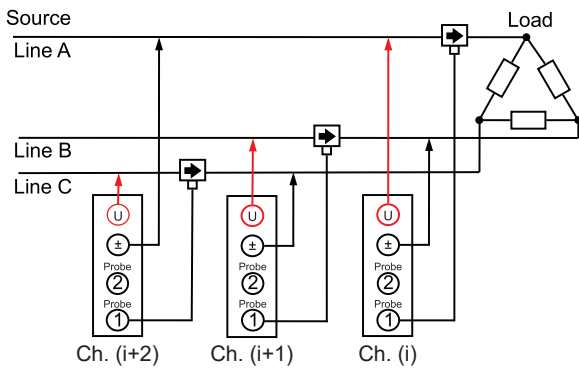 Source
Load
Line A
Line B
Line C
U
U
U
±
±
±
Probe
Probe
Probe
2
2
2
Probe
Probe
Probe
1
1
1
Ch. (i+2)
Ch. (i+1)
Ch. (i)